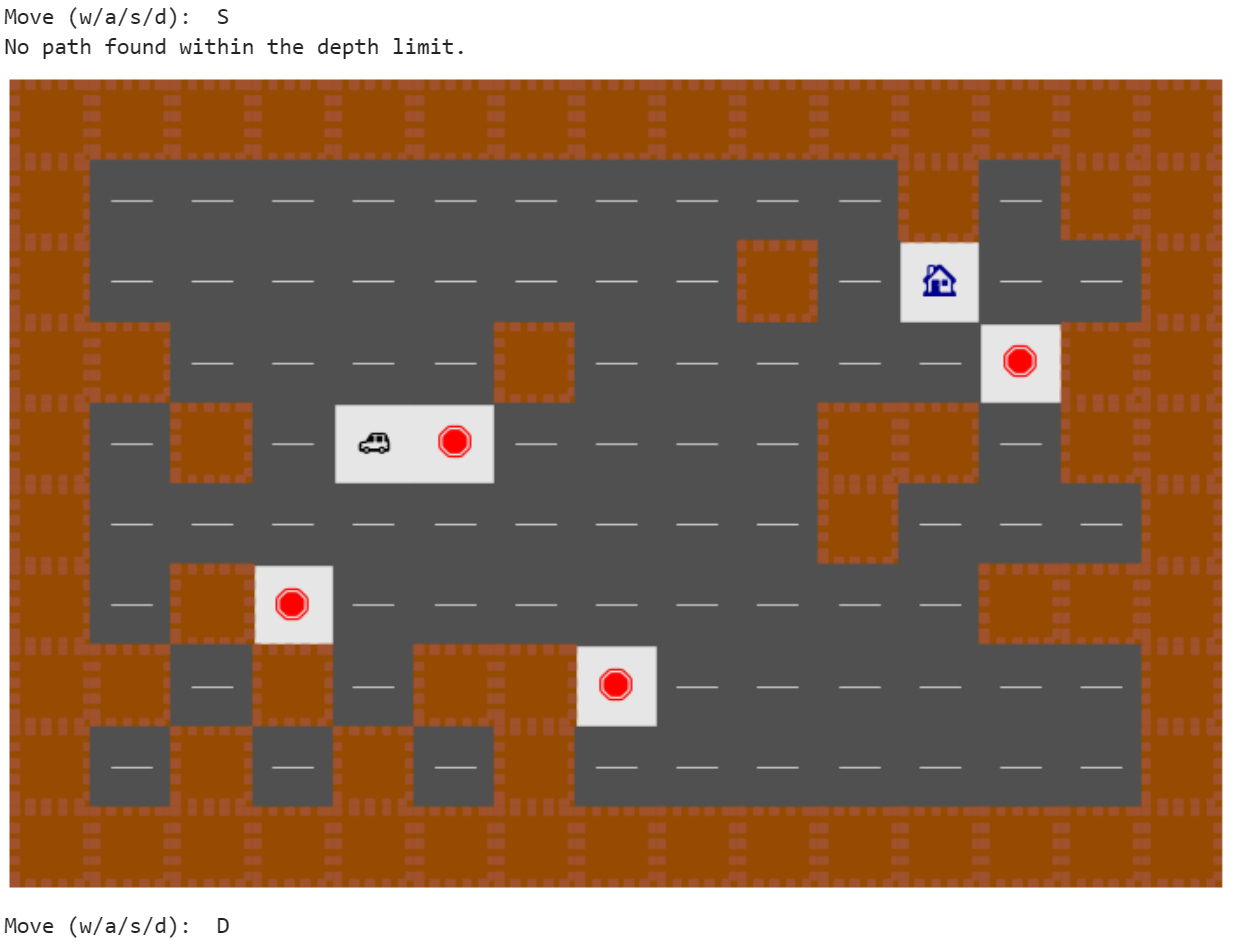 Move (w/a/s/d):  S
No path found within the depth limit.
Move (w/a/s/d):  D